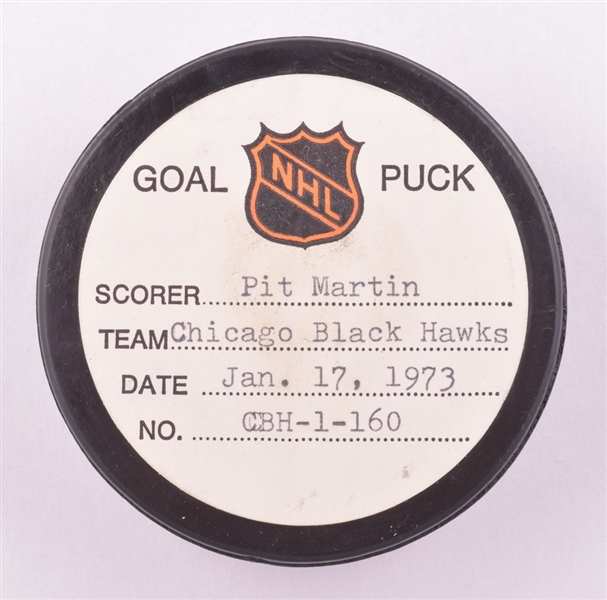 GOAL NHL PUCK
SCORER Pit Martin
TEAM Chicago Black Hawks
DATE Jan. 17, 1973
NO. CBH-1-160